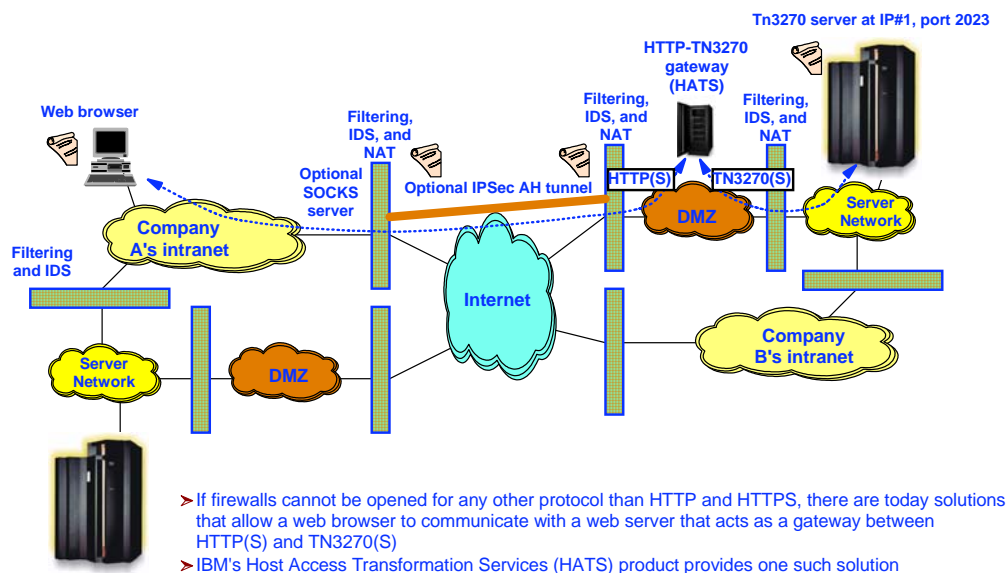 Tn3270 server at IP#1, port 2023
HTTP-TN3270
gateway
(HATS)
Web browser
Filtering,
IDS, and
NAT
Filtering,
IDS, and
NAT
Filtering,
IDS, and
NAT
Optional
SOCKS
server
Optional IPSec AH tunnel
HTTP(S)
TN3270(S)
DMZ
Server
Network
Company
A's intranet
Filtering
and IDS
Internet
Company
B's intranet
Server
Network
DMZ
If firewalls cannot be opened for any other protocol than HTTP and HTTPS, there are today solutions
that allow a web browser to communicate with a web server that acts as a gateway between
HTTP(S) and TN3270(S)
IBM's Host Access Transformation Services (HATS) product provides one such solution